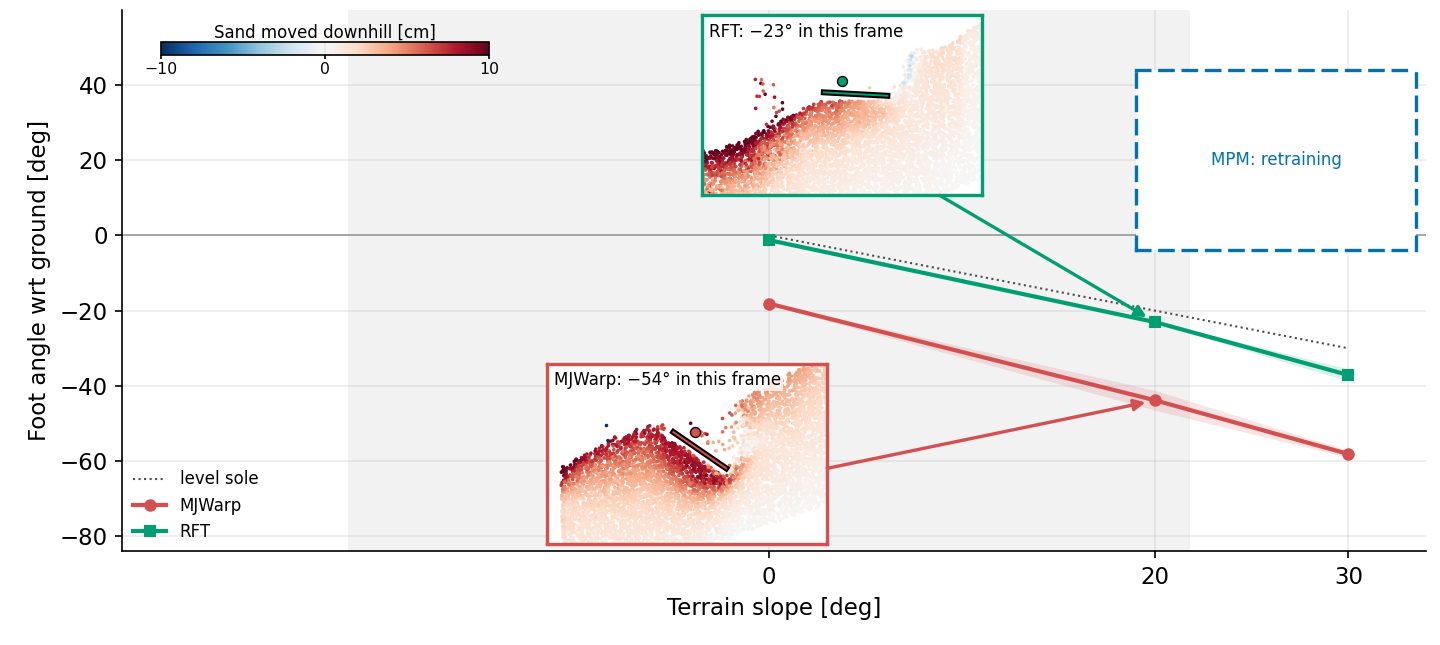 Sand moved downhill [cm]
−10 0 10
RFT: −23° in this frame
MPM: retraining
MJWarp: −54° in this frame
Foot angle wrt ground [deg]
40
20
0
−20
−40
−60
−80
level sole
MJWarp
RFT
0 20 30
Terrain slope [deg]